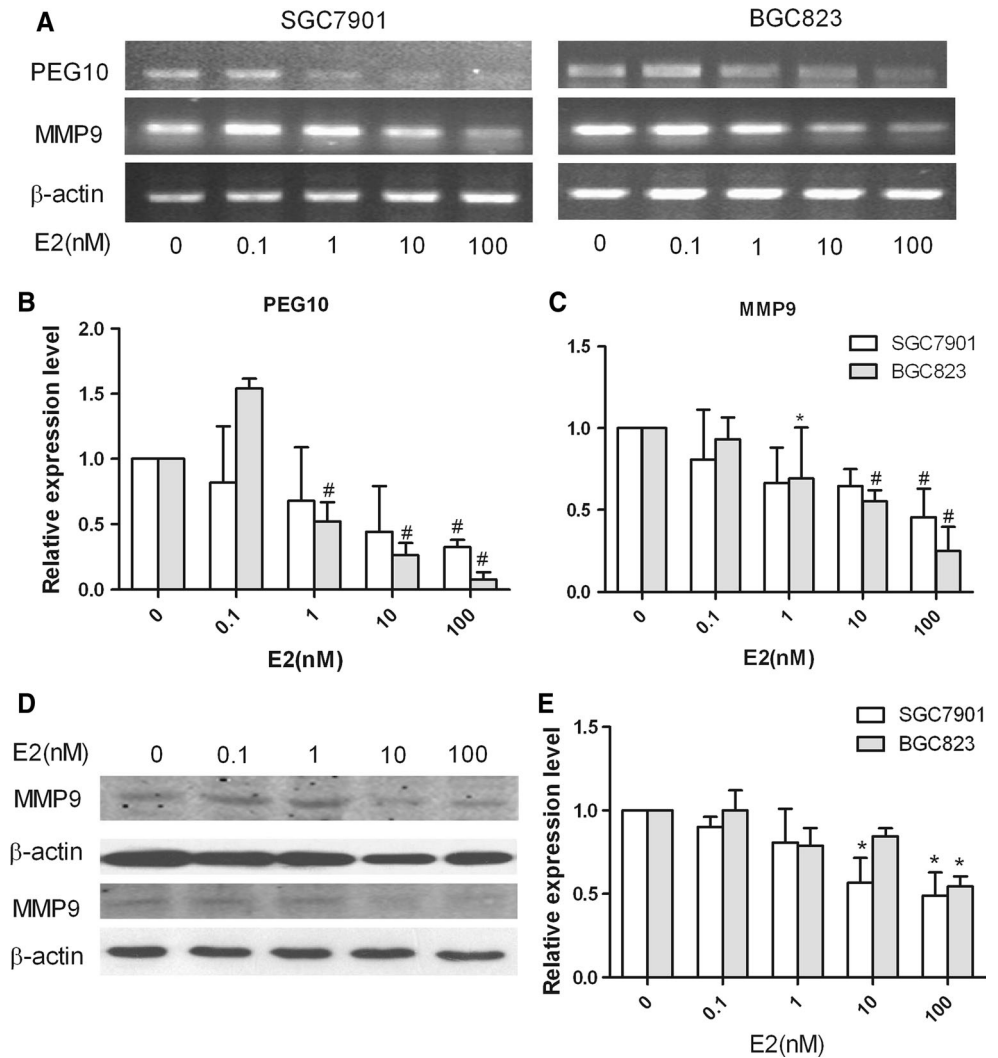 A
SGC7901
BGC823
PEG10
MMP9
β-actin
E2(nM)
0 0.1 1 10 100
0 0.1 1 10 100
B
PEG10
Relative expression level
2.0
1.5
1.0
0.5
0.0
#
#
#
#
0 0.1 1 10 100
E2(nM)
C
MMP9
SGC7901
BGC823
1.5
1.0
0.5
0.0
*
#
#
#
0 0.1 1 10 100
E2(nM)
D
E2(nM) 0 0.1 1 10 100
MMP9
β-actin
MMP9
β-actin
E
SGC7901
BGC823
Relative expression level
1.5
1.0
0.5
0.0
*
*
*
0 0.1 1 10 100
E2(nM)